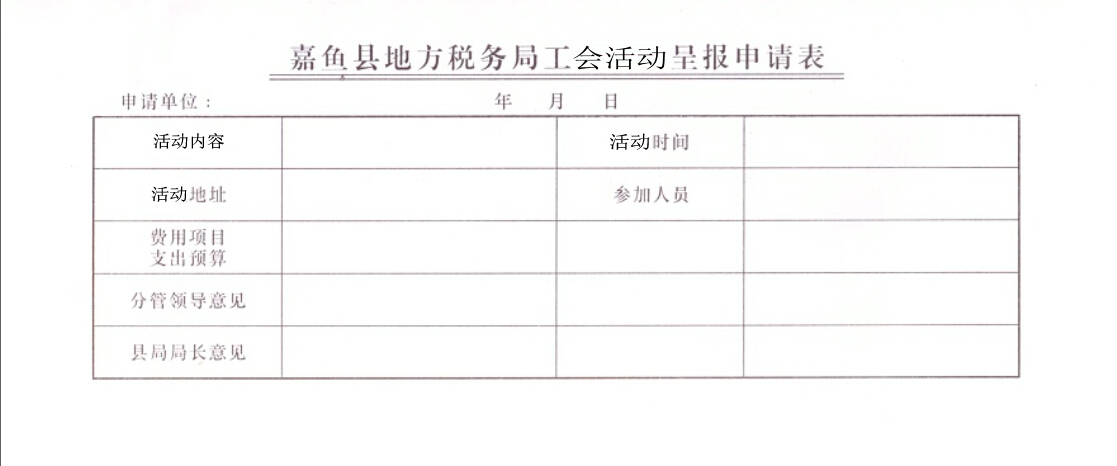 嘉鱼县地方税务局工会活动呈报申请表
申请单位： 年 月 日
活动内容 活动时间
活动地址 参加人员
费用项目
支出预算
分管领导意见
县局局长意见